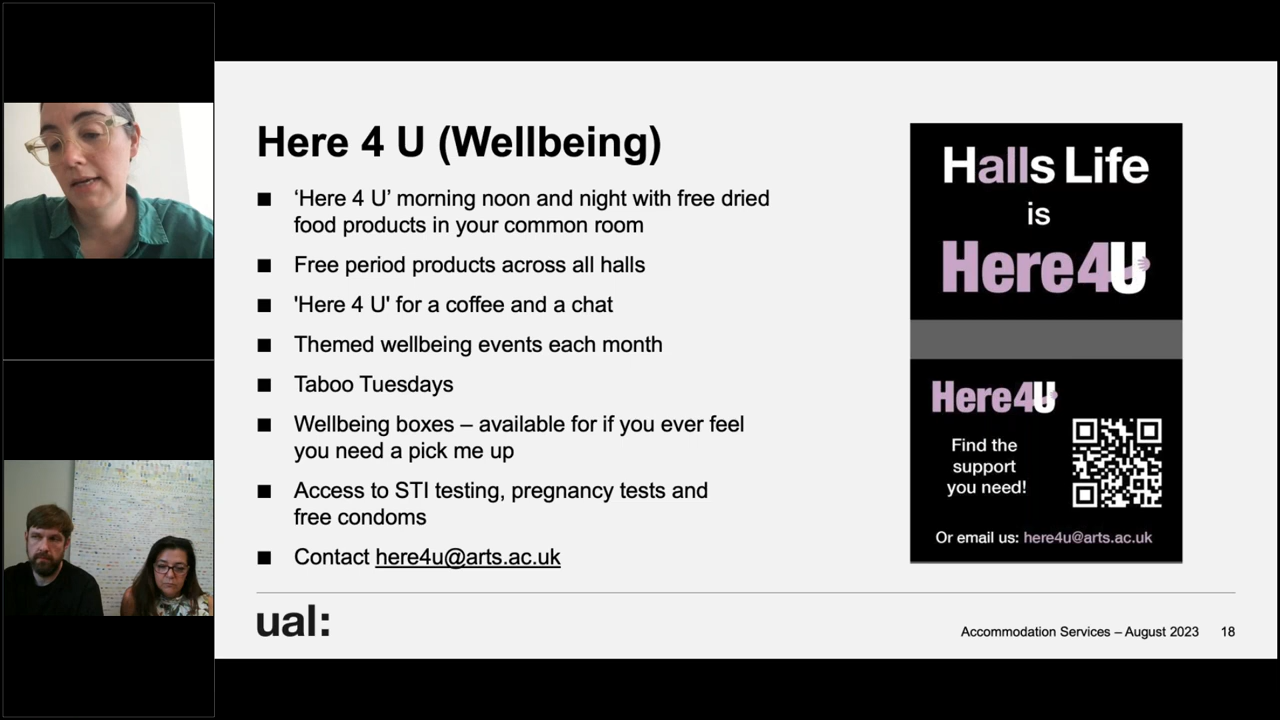 Here 4 U (Wellbeing)
■ ‘Here 4 U’ morning noon and night with free dried
food products in your common room
■ Free period products across all halls
■ 'Here 4 U' for a coffee and a chat
■ Themed wellbeing events each month
■ Taboo Tuesdays
■ Wellbeing boxes – available for if you ever feel
you need a pick me up
■ Access to STI testing, pregnancy tests and
free condoms
■ Contact here4u@arts.ac.uk
Halls Life
is
Here4U
Here4U
Find the
support
you need!
Or email us: here4u@arts.ac.uk
ual:
Accommodation Services – August 2023 18